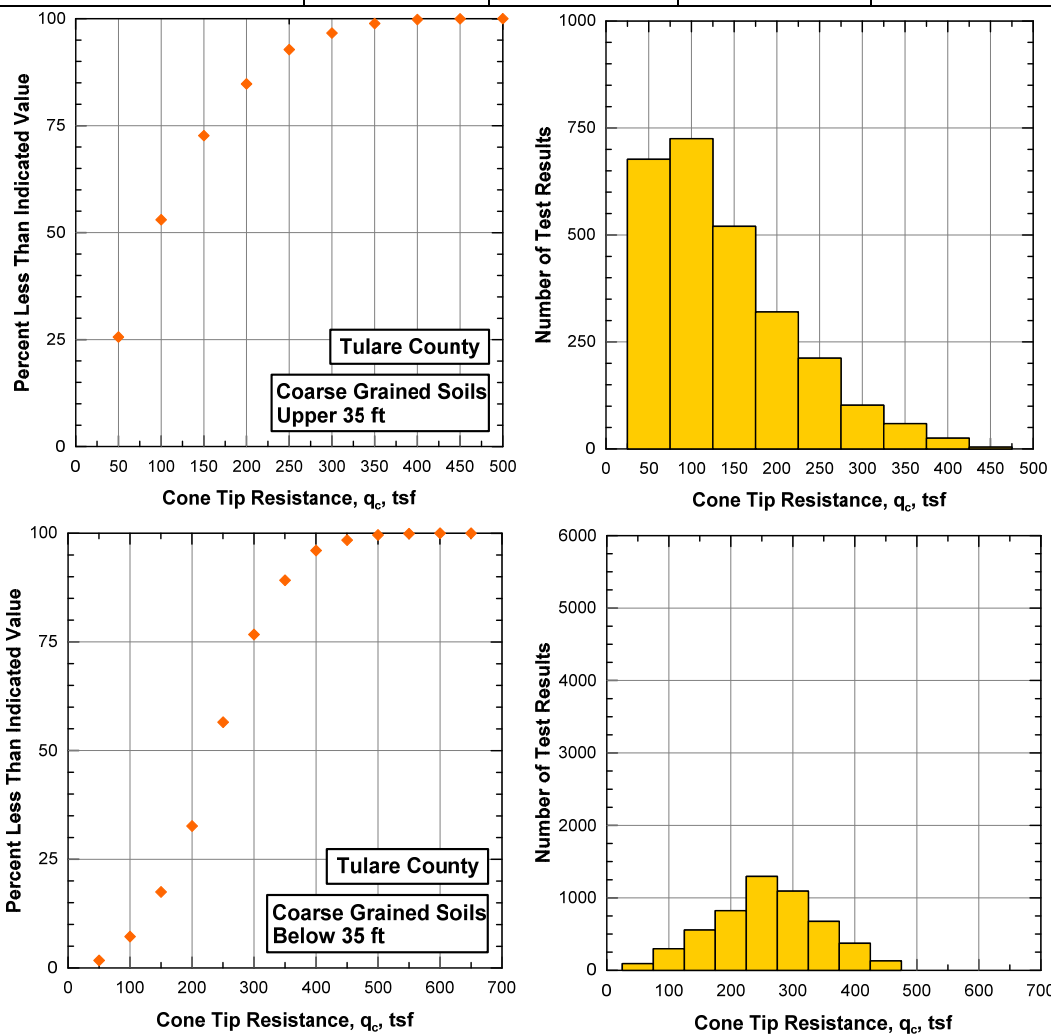 100
75
50
25
0
Percent Less Than Indicated Value
50 100 150 200 250 300 350 400 450 500
Cone Tip Resistance, qc, tsf
Tulare County
Coarse Grained Soils
Upper 35 ft
1000
750
500
250
0
Number of Test Results
50 100 150 200 250 300 350 400 450 500
Cone Tip Resistance, qc, tsf
100
75
50
25
0
Percent Less Than Indicated Value
0 100 200 300 400 500 600 700
Cone Tip Resistance, qc, tsf
Tulare County
Coarse Grained Soils
Below 35 ft
6000
5000
4000
3000
2000
1000
0
Number of Test Results
0 100 200 300 400 500 600 700
Cone Tip Resistance, qc, tsf